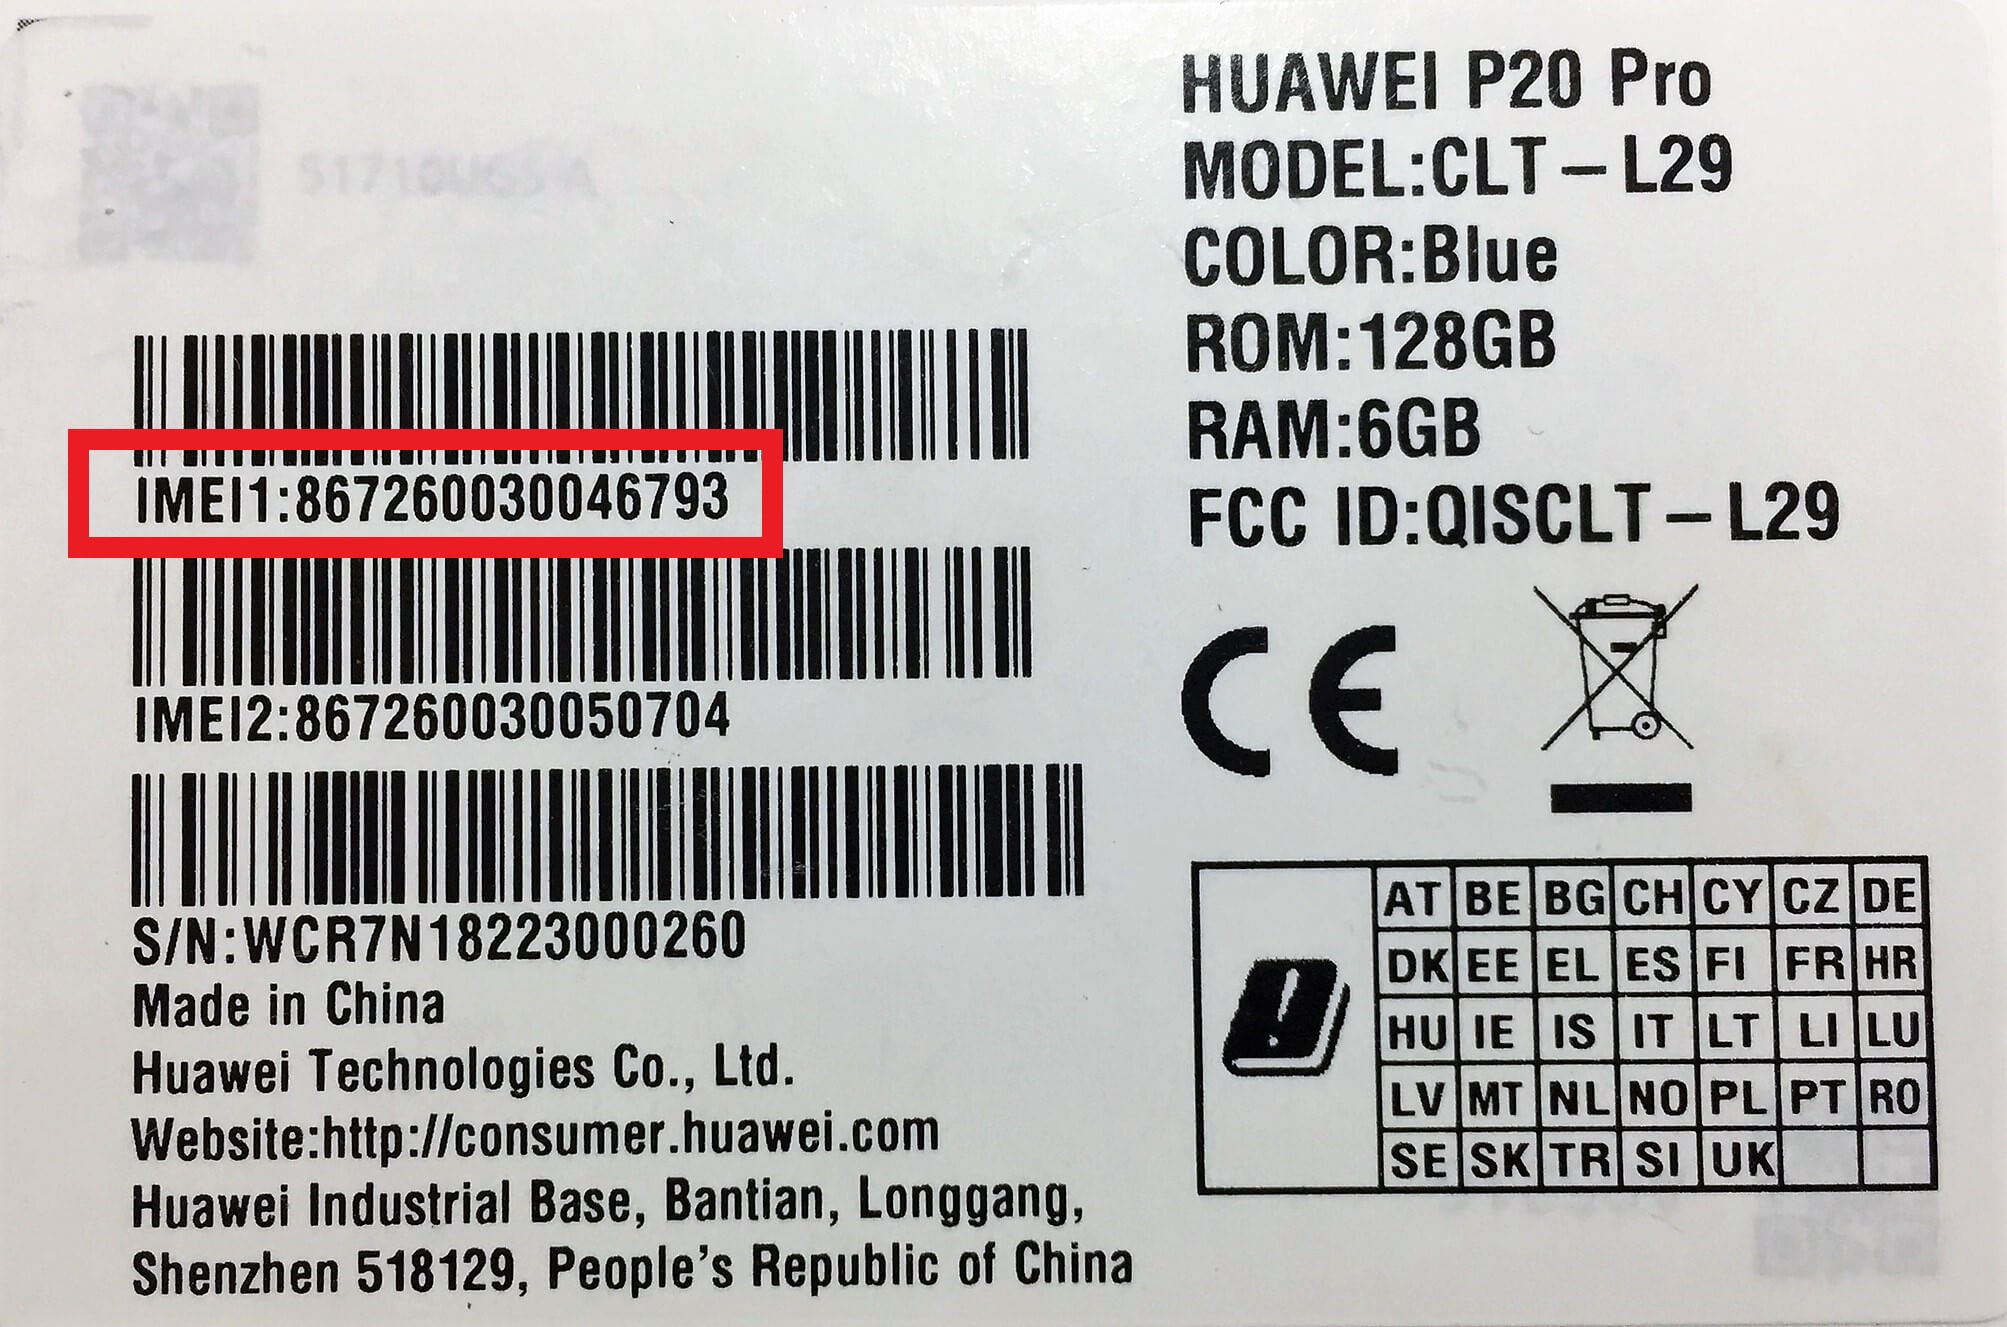 HUAWEI P20 Pro
MODEL:CLT – L29
COLOR:Blue
ROM:128GB
RAM:6GB
FCC ID:QISCLT – L29
CE
IMEI1:867260030046793
IMEI2:867260030050704
S/N:WCR7N18223000260
Made in China
Huawei Technologies Co., Ltd.
Website:http://consumer.huawei.com
Huawei Industrial Base, Bantian, Longgang,
Shenzhen 518129, People's Republic of China
AT BE BG CH CY CZ DE
DK EE EL ES FI FR HR
HU IE IS IT LT LI LU
LV MT NL NO PL PT RO
SE SK TR SI UK